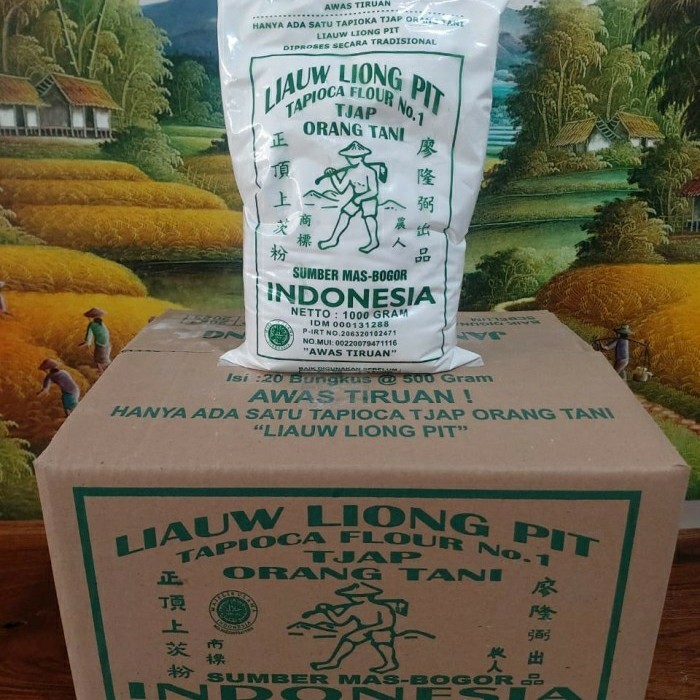 AWAS TIRUAN
HANYA ADA SATU TAPIOKA TJAP ORANG TANI
LIAUW LIONG PIT
DIPROSES SECARA TRADISIONAL
LIAUW LIONG PIT
TAPIOCA FLOUR No.1
TJAP
ORANG TANI
正頂上茨粉
商標
農人
廖隆弼出品
SUMBER MAS-BOGOR
INDONESIA
NETTO : 1000 GRAM
IDM 000131288
P-IRT NO.206320102471
NO.MUI: 00220079471116
"AWAS TIRUAN"
BAIK DIGUNAKAN SEBELUM :
Isi :20 Bungkus @ 500 Gram
AWAS TIRUAN !
HANYA ADA SATU TAPIOCA TJAP ORANG TANI
"LIAUW LIONG PIT"
LIAUW LIONG PIT
TAPIOCA FLOUR No.1
TJAP
ORANG TANI
正頂上茨粉
商標
農人
廖隆弼出品
SUMBER MAS-BOGOR
INDONESIA